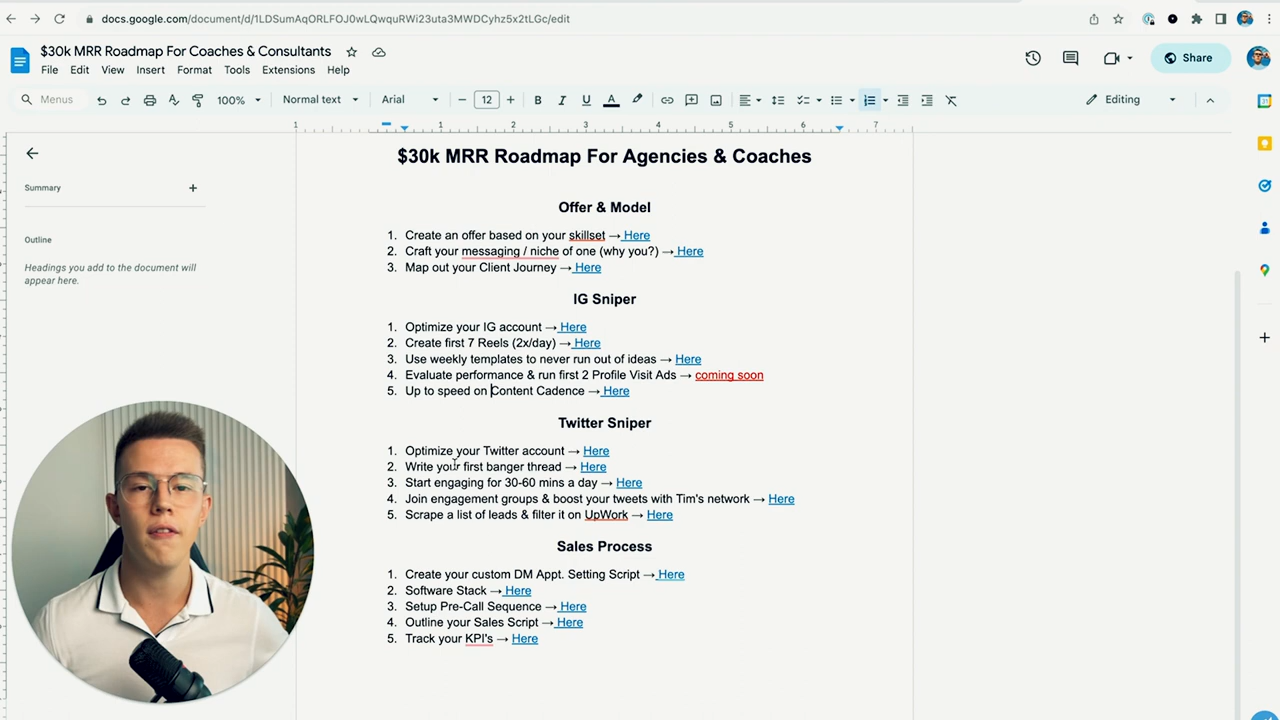 docs.google.com/document/d/1LDSumAqORLFOJ0wLQwquRWi23uta3MWDCyhz5x2tLGc/edit
$30k MRR Roadmap For Coaches & Consultants
File Edit View Insert Format Tools Extensions Help
Share
Menus 100% Normal text Arial 12 Editing
1 1 2 3 4 5 6 7
Summary
Outline
Headings you add to the document will
appear here.
$30k MRR Roadmap For Agencies & Coaches
Offer & Model
1. Create an offer based on your skillset → Here
2. Craft your messaging / niche of one (why you?) → Here
3. Map out your Client Journey → Here
IG Sniper
1. Optimize your IG account → Here
2. Create first 7 Reels (2x/day) → Here
3. Use weekly templates to never run out of ideas → Here
4. Evaluate performance & run first 2 Profile Visit Ads → coming soon
5. Up to speed on Content Cadence → Here
Twitter Sniper
1. Optimize your Twitter account → Here
2. Write your first banger thread → Here
3. Start engaging for 30-60 mins a day → Here
4. Join engagement groups & boost your tweets with Tim's network → Here
5. Scrape a list of leads & filter it on UpWork → Here
Sales Process
1. Create your custom DM Appt. Setting Script → Here
2. Software Stack → Here
3. Setup Pre-Call Sequence → Here
4. Outline your Sales Script → Here
5. Track your KPI's → Here